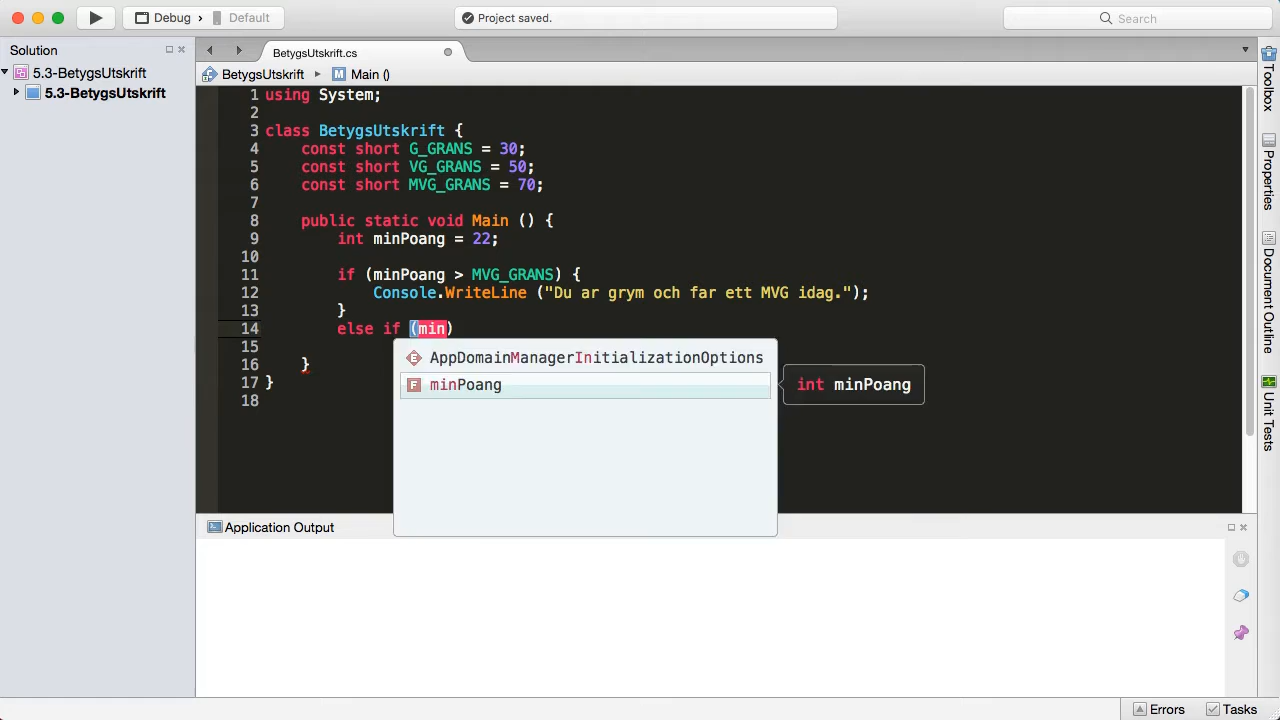 Debug
Default
Project saved.
Search
Solution
5.3-BetygsUtskrift
5.3-BetygsUtskrift
BetygsUtskrift.cs
BetygsUtskrift
Main ()
1 using System;
2
3 class BetygsUtskrift {
4 const short G_GRANS = 30;
5 const short VG_GRANS = 50;
6 const short MVG_GRANS = 70;
7
8 public static void Main () {
9 int minPoang = 22;
10
11 if (minPoang > MVG_GRANS) {
12 Console.WriteLine ("Du ar grym och far ett MVG idag.");
13 }
14 else if (min)
15
16 }
17 }
18
E AppDomainManagerInitializationOptions
F minPoang
int minPoang
Toolbox
Properties
Document Outline
Unit Tests
Application Output
Errors
Tasks